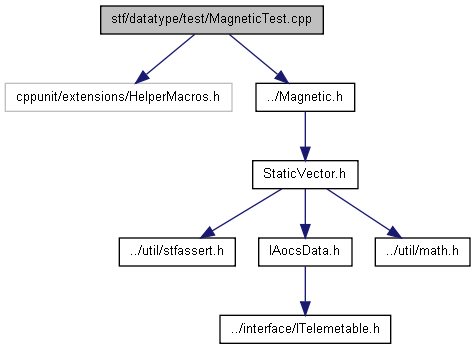 stf/datatype/test/MagneticTest.cpp
cppunit/extensions/HelperMacros.h
../Magnetic.h
StaticVector.h
../util/stfassert.h
IAocsData.h
../util/math.h
../interface/ITelemetable.h